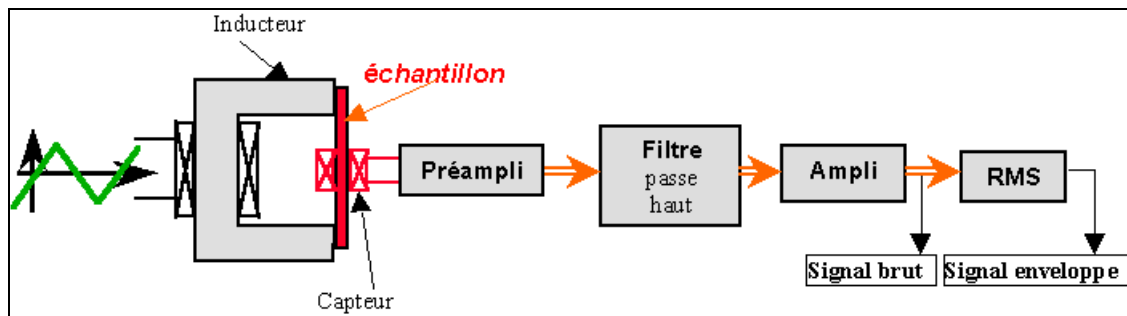 Inducteur
échantillon
Préampli
Filtre
passe
haut
Ampli
RMS
Capteur
Signal brut
Signal enveloppe